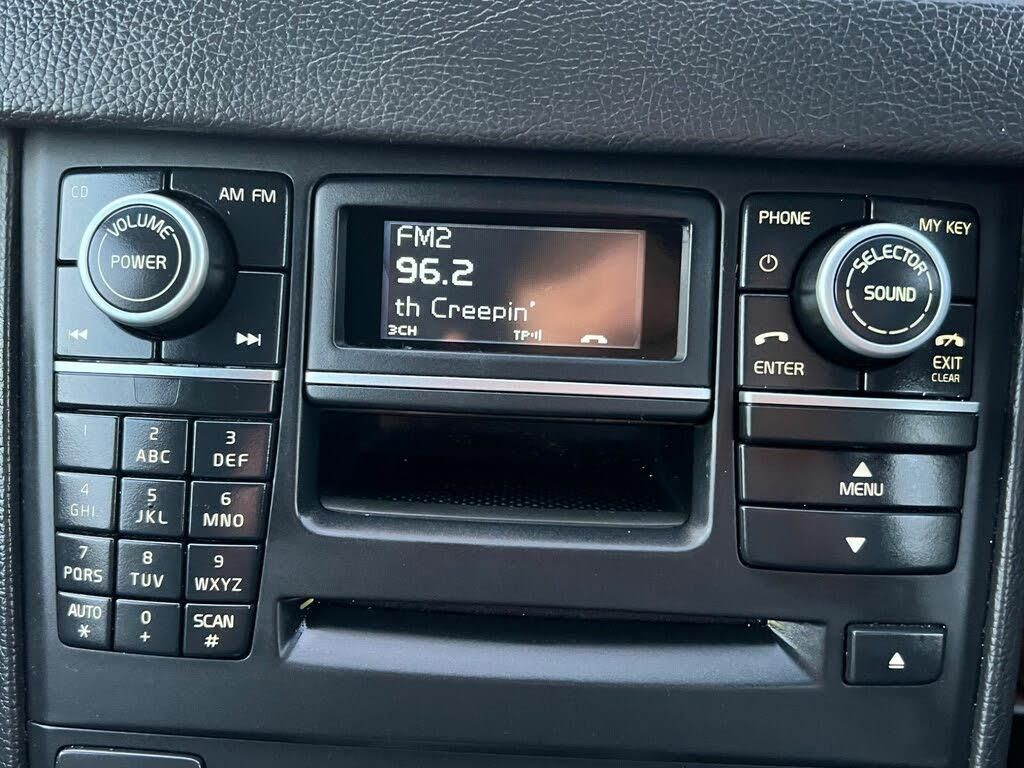 CD
AM FM
VOLUME
POWER
FM2
96.2
th Creepin'
3CH
TP
PHONE
MY KEY
SELECTOR
SOUND
ENTER
EXIT
CLEAR
MENU
1
2
ABC
3
DEF
4
GHI
5
JKL
6
MNO
7
PQRS
8
TUV
9
WXYZ
AUTO
*
0
+
SCAN
#